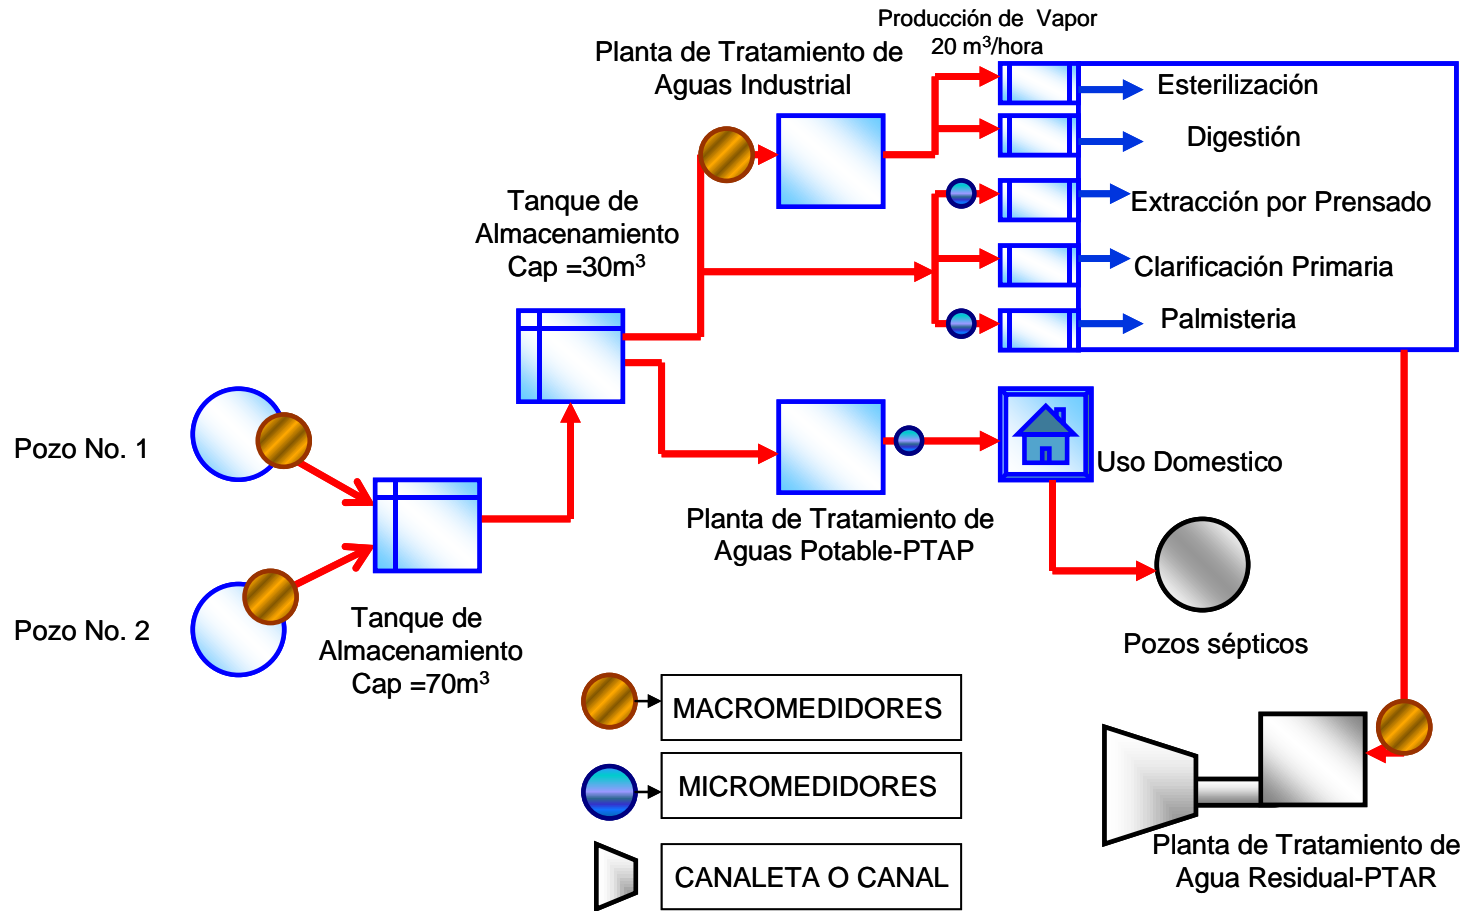 Producción de Vapor
20 m³/hora
Planta de Tratamiento de
Aguas Industrial
Esterilización
Digestión
Tanque de
Almacenamiento
Cap =30m³
Extracción por Prensado
Clarificación Primaria
Palmisteria
Pozo No. 1
Uso Domestico
Planta de Tratamiento de
Aguas Potable-PTAP
Pozo No. 2
Tanque de
Almacenamiento
Cap =70m³
Pozos sépticos
MACROMEDIDORES
MICROMEDIDORES
CANALETA O CANAL
Planta de Tratamiento de
Agua Residual-PTAR